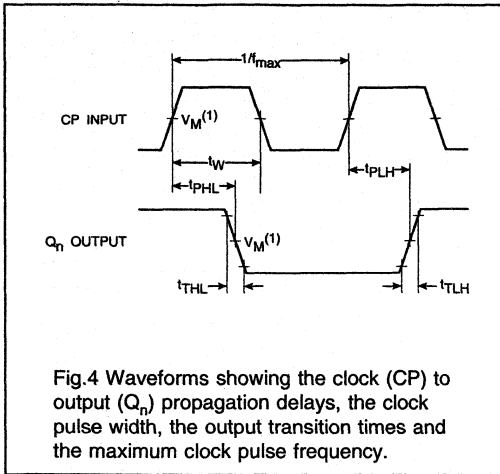 1/fmax
CP INPUT
VM(1)
tW
tPHL
tPLH
Qn OUTPUT
VM(1)
tTHL
tTLH
Fig.4 Waveforms showing the clock (CP) to
output (Qn) propagation delays, the clock
pulse width, the output transition times and
the maximum clock pulse frequency.